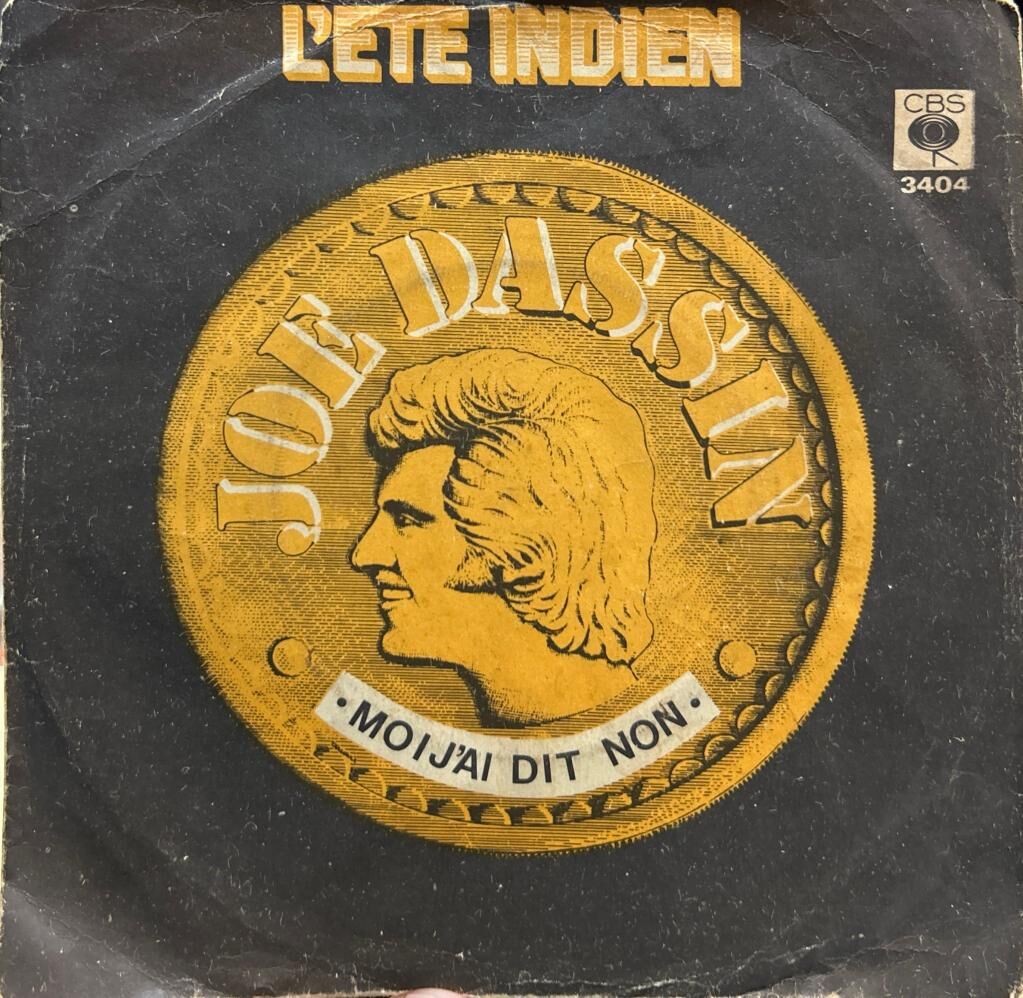 L'ETE INDIEN
CBS
3404
JOE DASSIN
• MOI J'AI DIT NON •